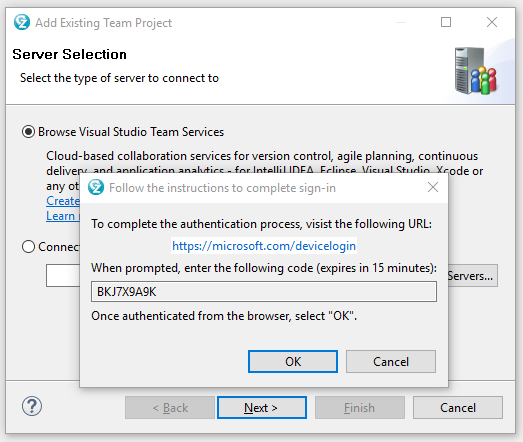 Add Existing Team Project
Server Selection
Select the type of server to connect to
Browse Visual Studio Team Services
Cloud-based collaboration services for version control, agile planning, continuous
delivery, and application analytics - for IntelliJ IDEA, Eclipse, Visual Studio, Xcode or
any ot
Create
Learn
Connec
Servers...
Follow the instructions to complete sign-in
To complete the authentication process, visist the following URL:
https://microsoft.com/devicelogin
When prompted, enter the following code (expires in 15 minutes):
BKJ7X9A9K
Once authenticated from the browser, select "OK".
OK
Cancel
?
< Back
Next >
Finish
Cancel